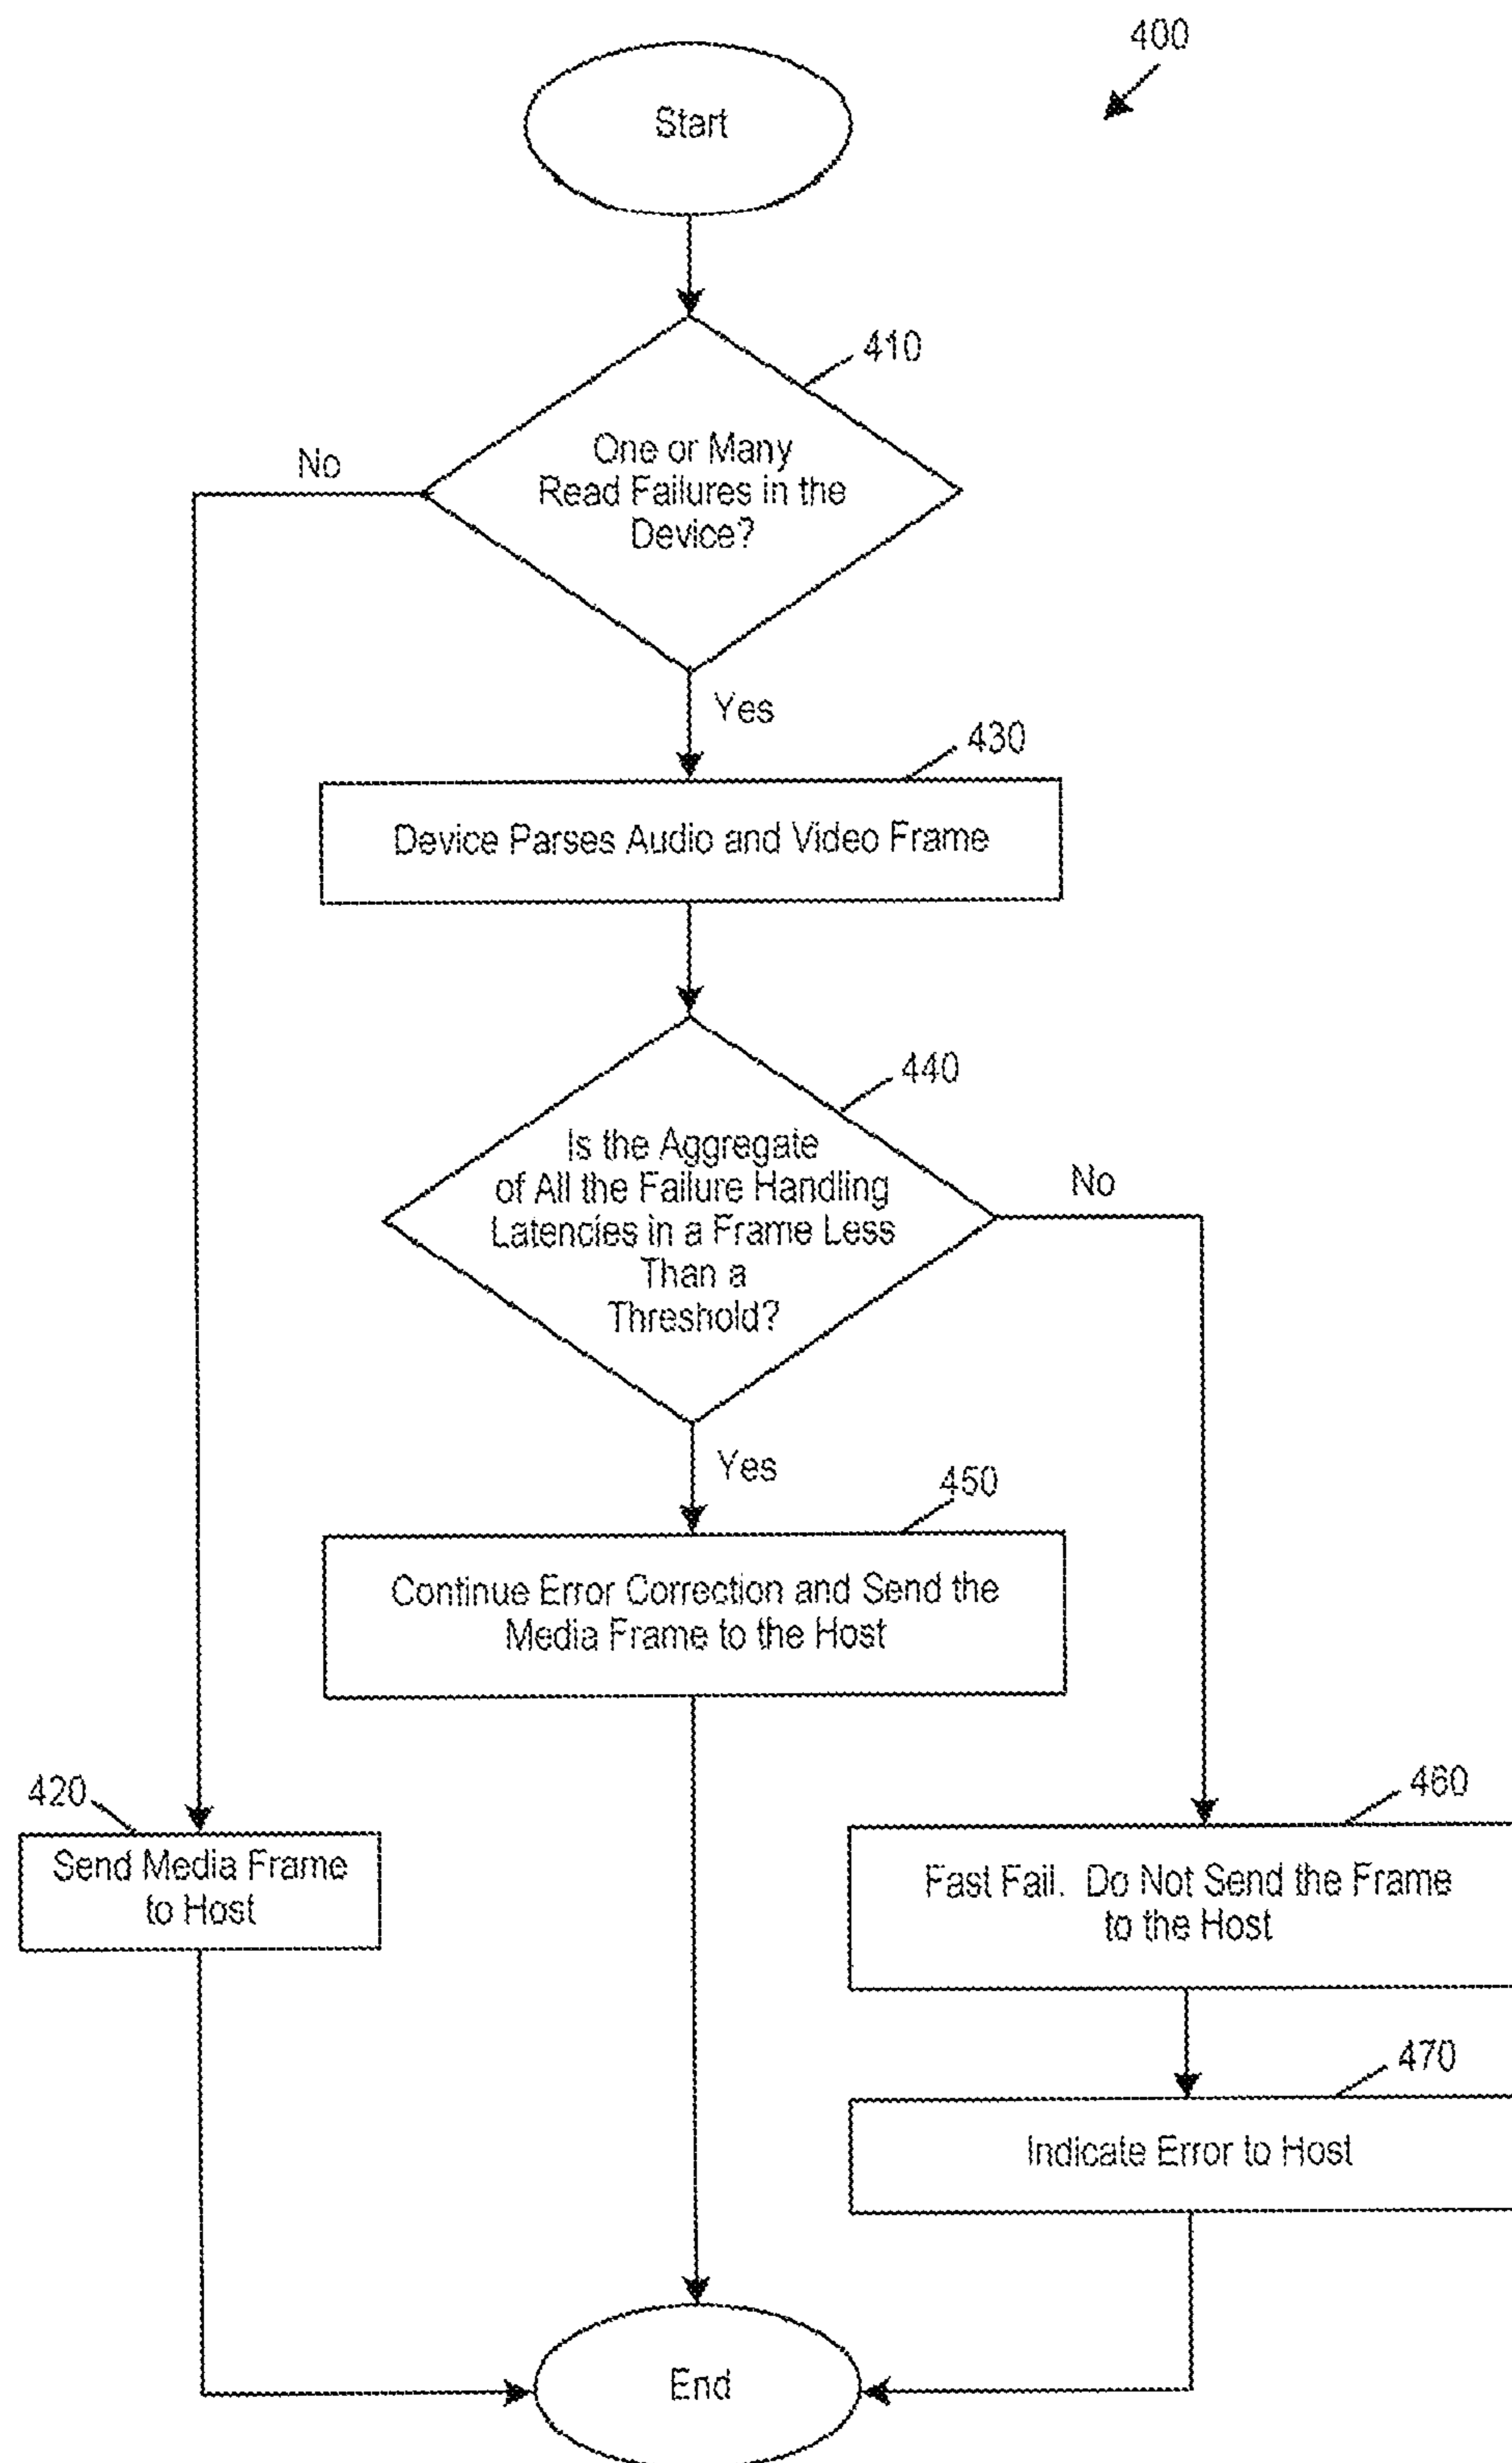 400
Start
410
No
One or Many
Read Failures in the
Device?
Yes
430
Device Parses Audio and Video Frame
440
Is the Aggregate
of All the Failure Handling
Latencies in a Frame Less
Than a
Threshold?
No
Yes
450
Continue Error Correction and Send the
Media Frame to the Host
420
Send Media Frame
to Host
460
Fast Fail. Do Not Send the Frame
to the Host
470
Indicate Error to Host
End